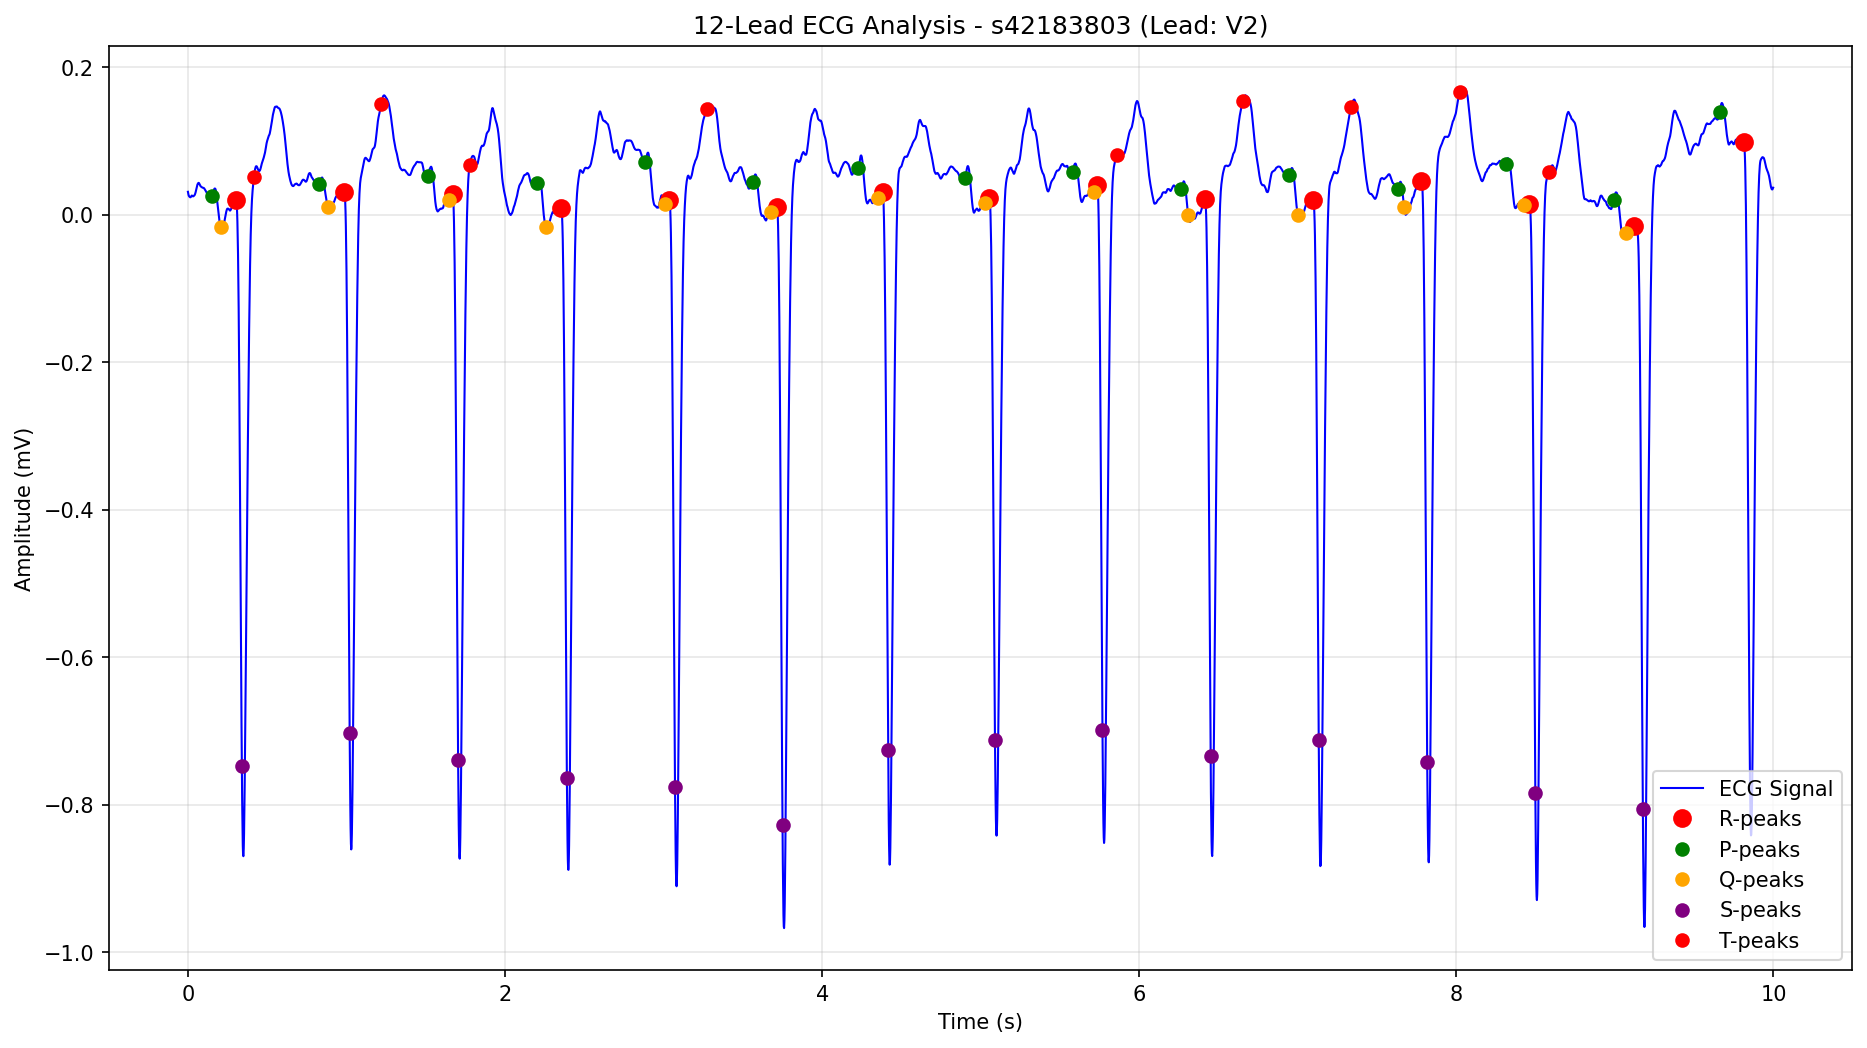 12-Lead ECG Analysis - s42183803 (Lead: V2)
Amplitude (mV)
0.2
0.0
−0.2
−0.4
−0.6
−0.8
−1.0
0 2 4 6 8 10
Time (s)
ECG Signal
R-peaks
P-peaks
Q-peaks
S-peaks
T-peaks